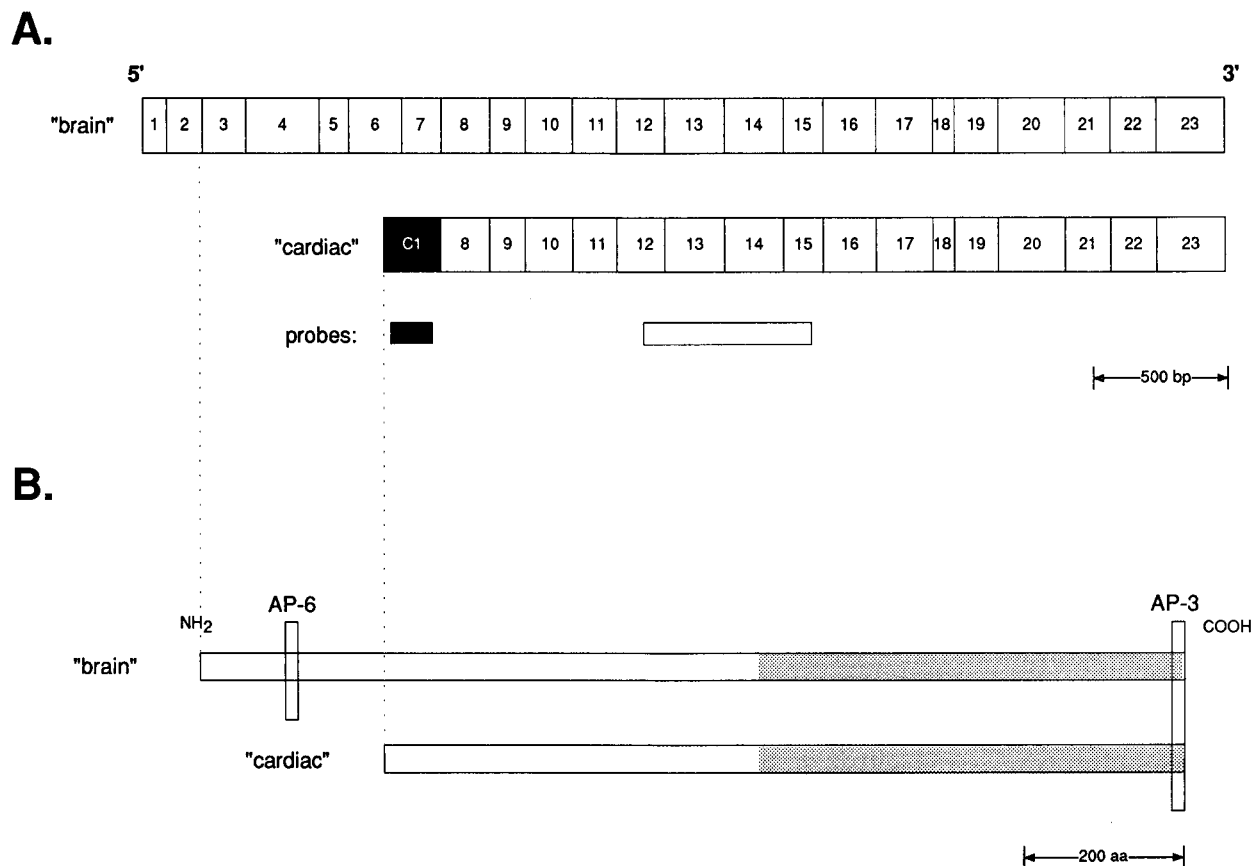 A.
5' 3'
"brain" 1 2 3 4 5 6 7 8 9 10 11 12 13 14 15 16 17 18 19 20 21 22 23
"cardiac" C1 8 9 10 11 12 13 14 15 16 17 18 19 20 21 22 23
probes:
500 bp
B.
AP-6 AP-3
NH2 COOH
"brain"
"cardiac"
200 aa